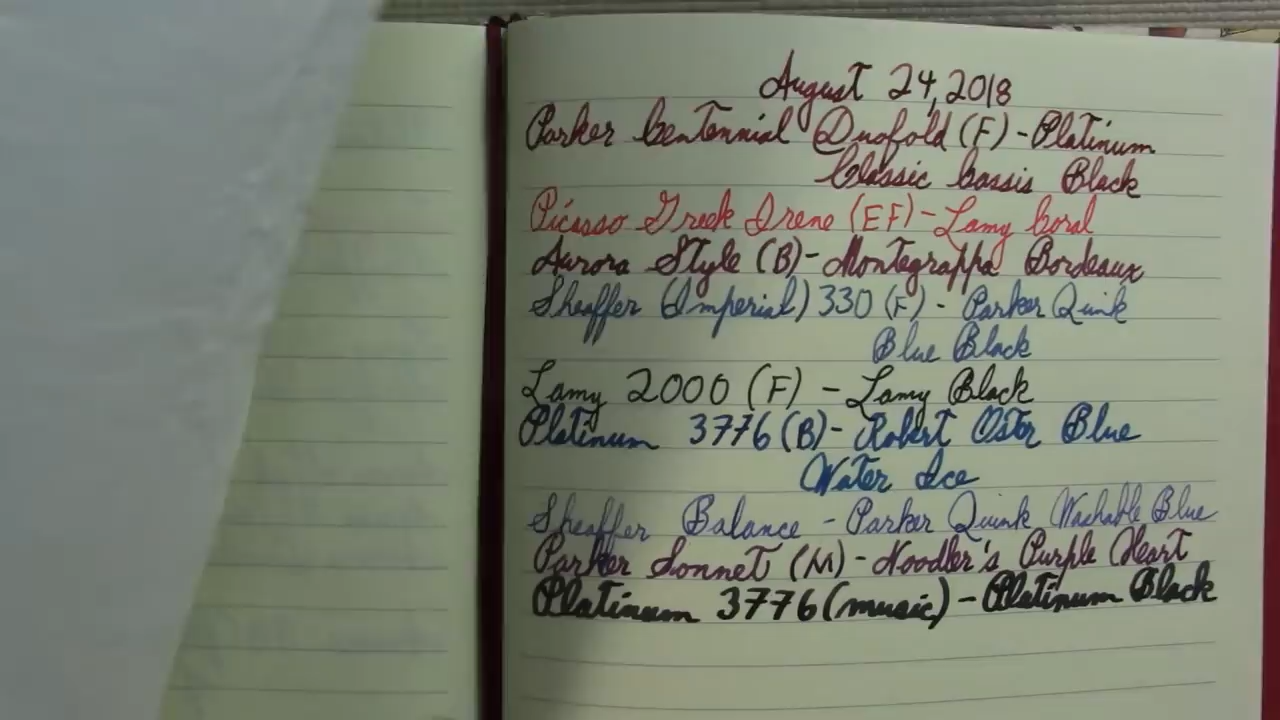 August 24, 2018
Parker Centennial Duofold (F) - Platinum
Classic Cassis Black
Picasso Greek Irene (EF) - Lamy Coral
Aurora Style (B) - Montegrappa Bordeaux
Sheaffer (Imperial) 330 (F) - Parker Quink
Blue Black
Lamy 2000 (F) - Lamy Black
Platinum 3776 (B) - Robert Oster Blue
Water Ice
Sheaffer Balance - Parker Quink Washable Blue
Parker Sonnet (M) - Noodler's Purple Heart
Platinum 3776 (music) - Platinum Black